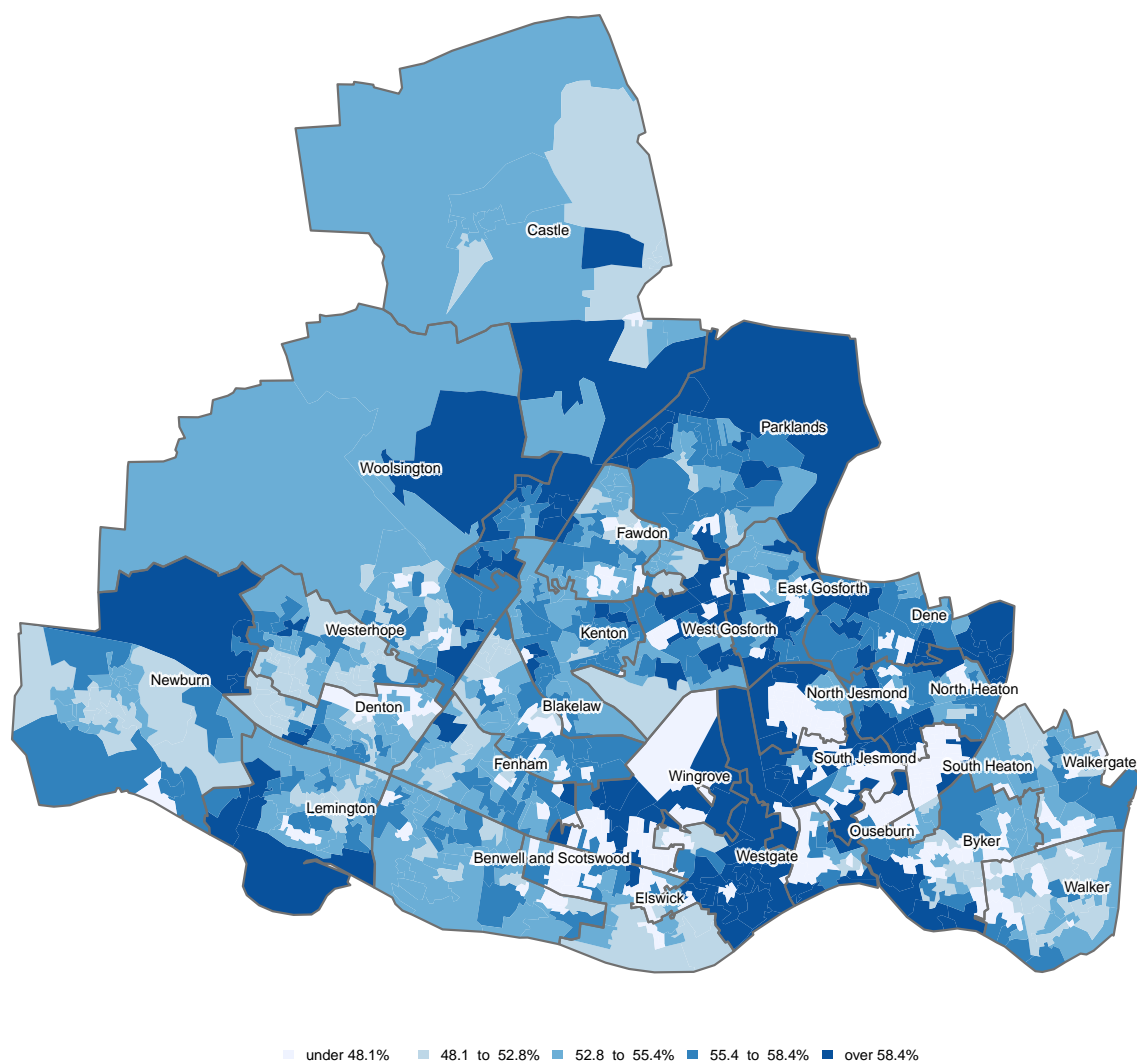 Castle
Parklands
Woolsington
Fawdon
East Gosforth
Dene
Westerhope
Kenton
West Gosforth
Newburn
North Jesmond
North Heaton
Denton
Blakelaw
South Jesmond
South Heaton
Walkergate
Fenham
Wingrove
Lemington
Ouseburn
Byker
Benwell and Scotswood
Westgate
Walker
Elswick
under 48.1% 48.1 to 52.8% 52.8 to 55.4% 55.4 to 58.4% over 58.4%